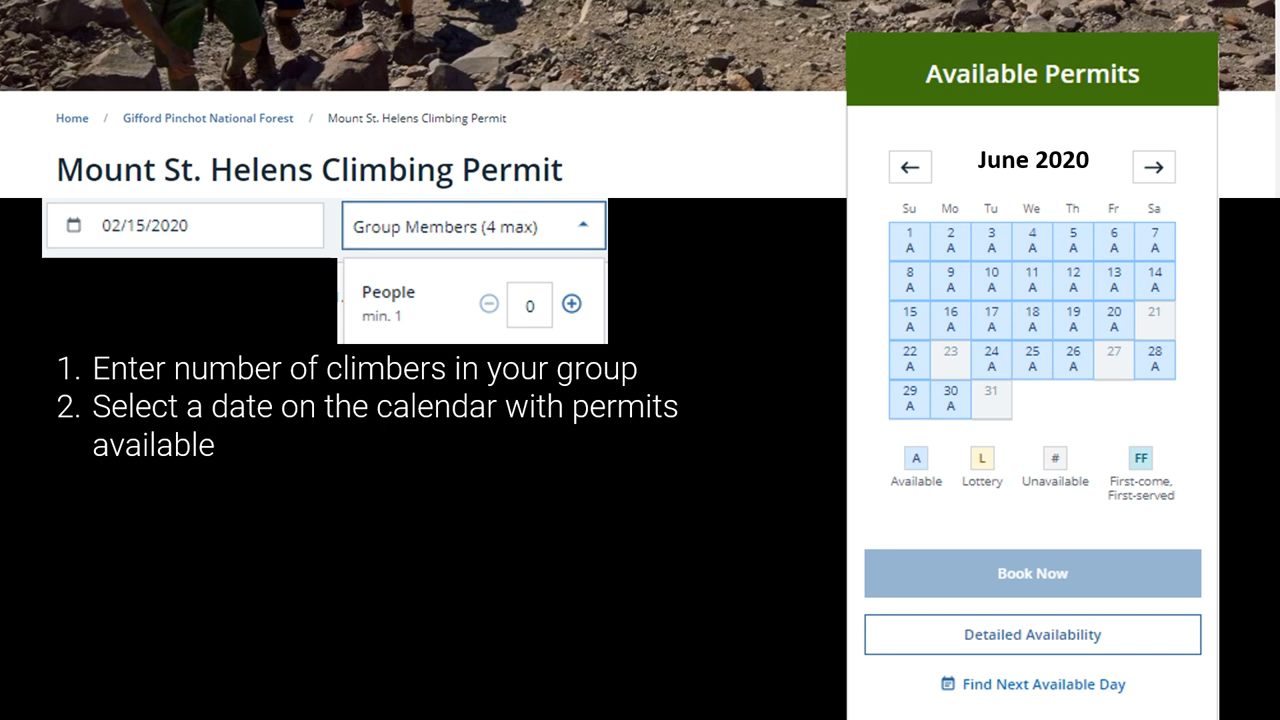 Home / Gifford Pinchot National Forest / Mount St. Helens Climbing Permit
Mount St. Helens Climbing Permit
02/15/2020
Group Members (4 max)
People
min. 1
0
1. Enter number of climbers in your group
2. Select a date on the calendar with permits
available
Available Permits
June 2020
Su Mo Tu We Th Fr Sa
1 2 3 4 5 6 7
A A A A A A A
8 9 10 11 12 13 14
A A A A A A A
15 16 17 18 19 20 21
A A A A A A
22 23 24 25 26 27 28
A A A A A
29 30 31
A A
A L # FF
Available Lottery Unavailable First-come,
First-served
Book Now
Detailed Availability
Find Next Available Day